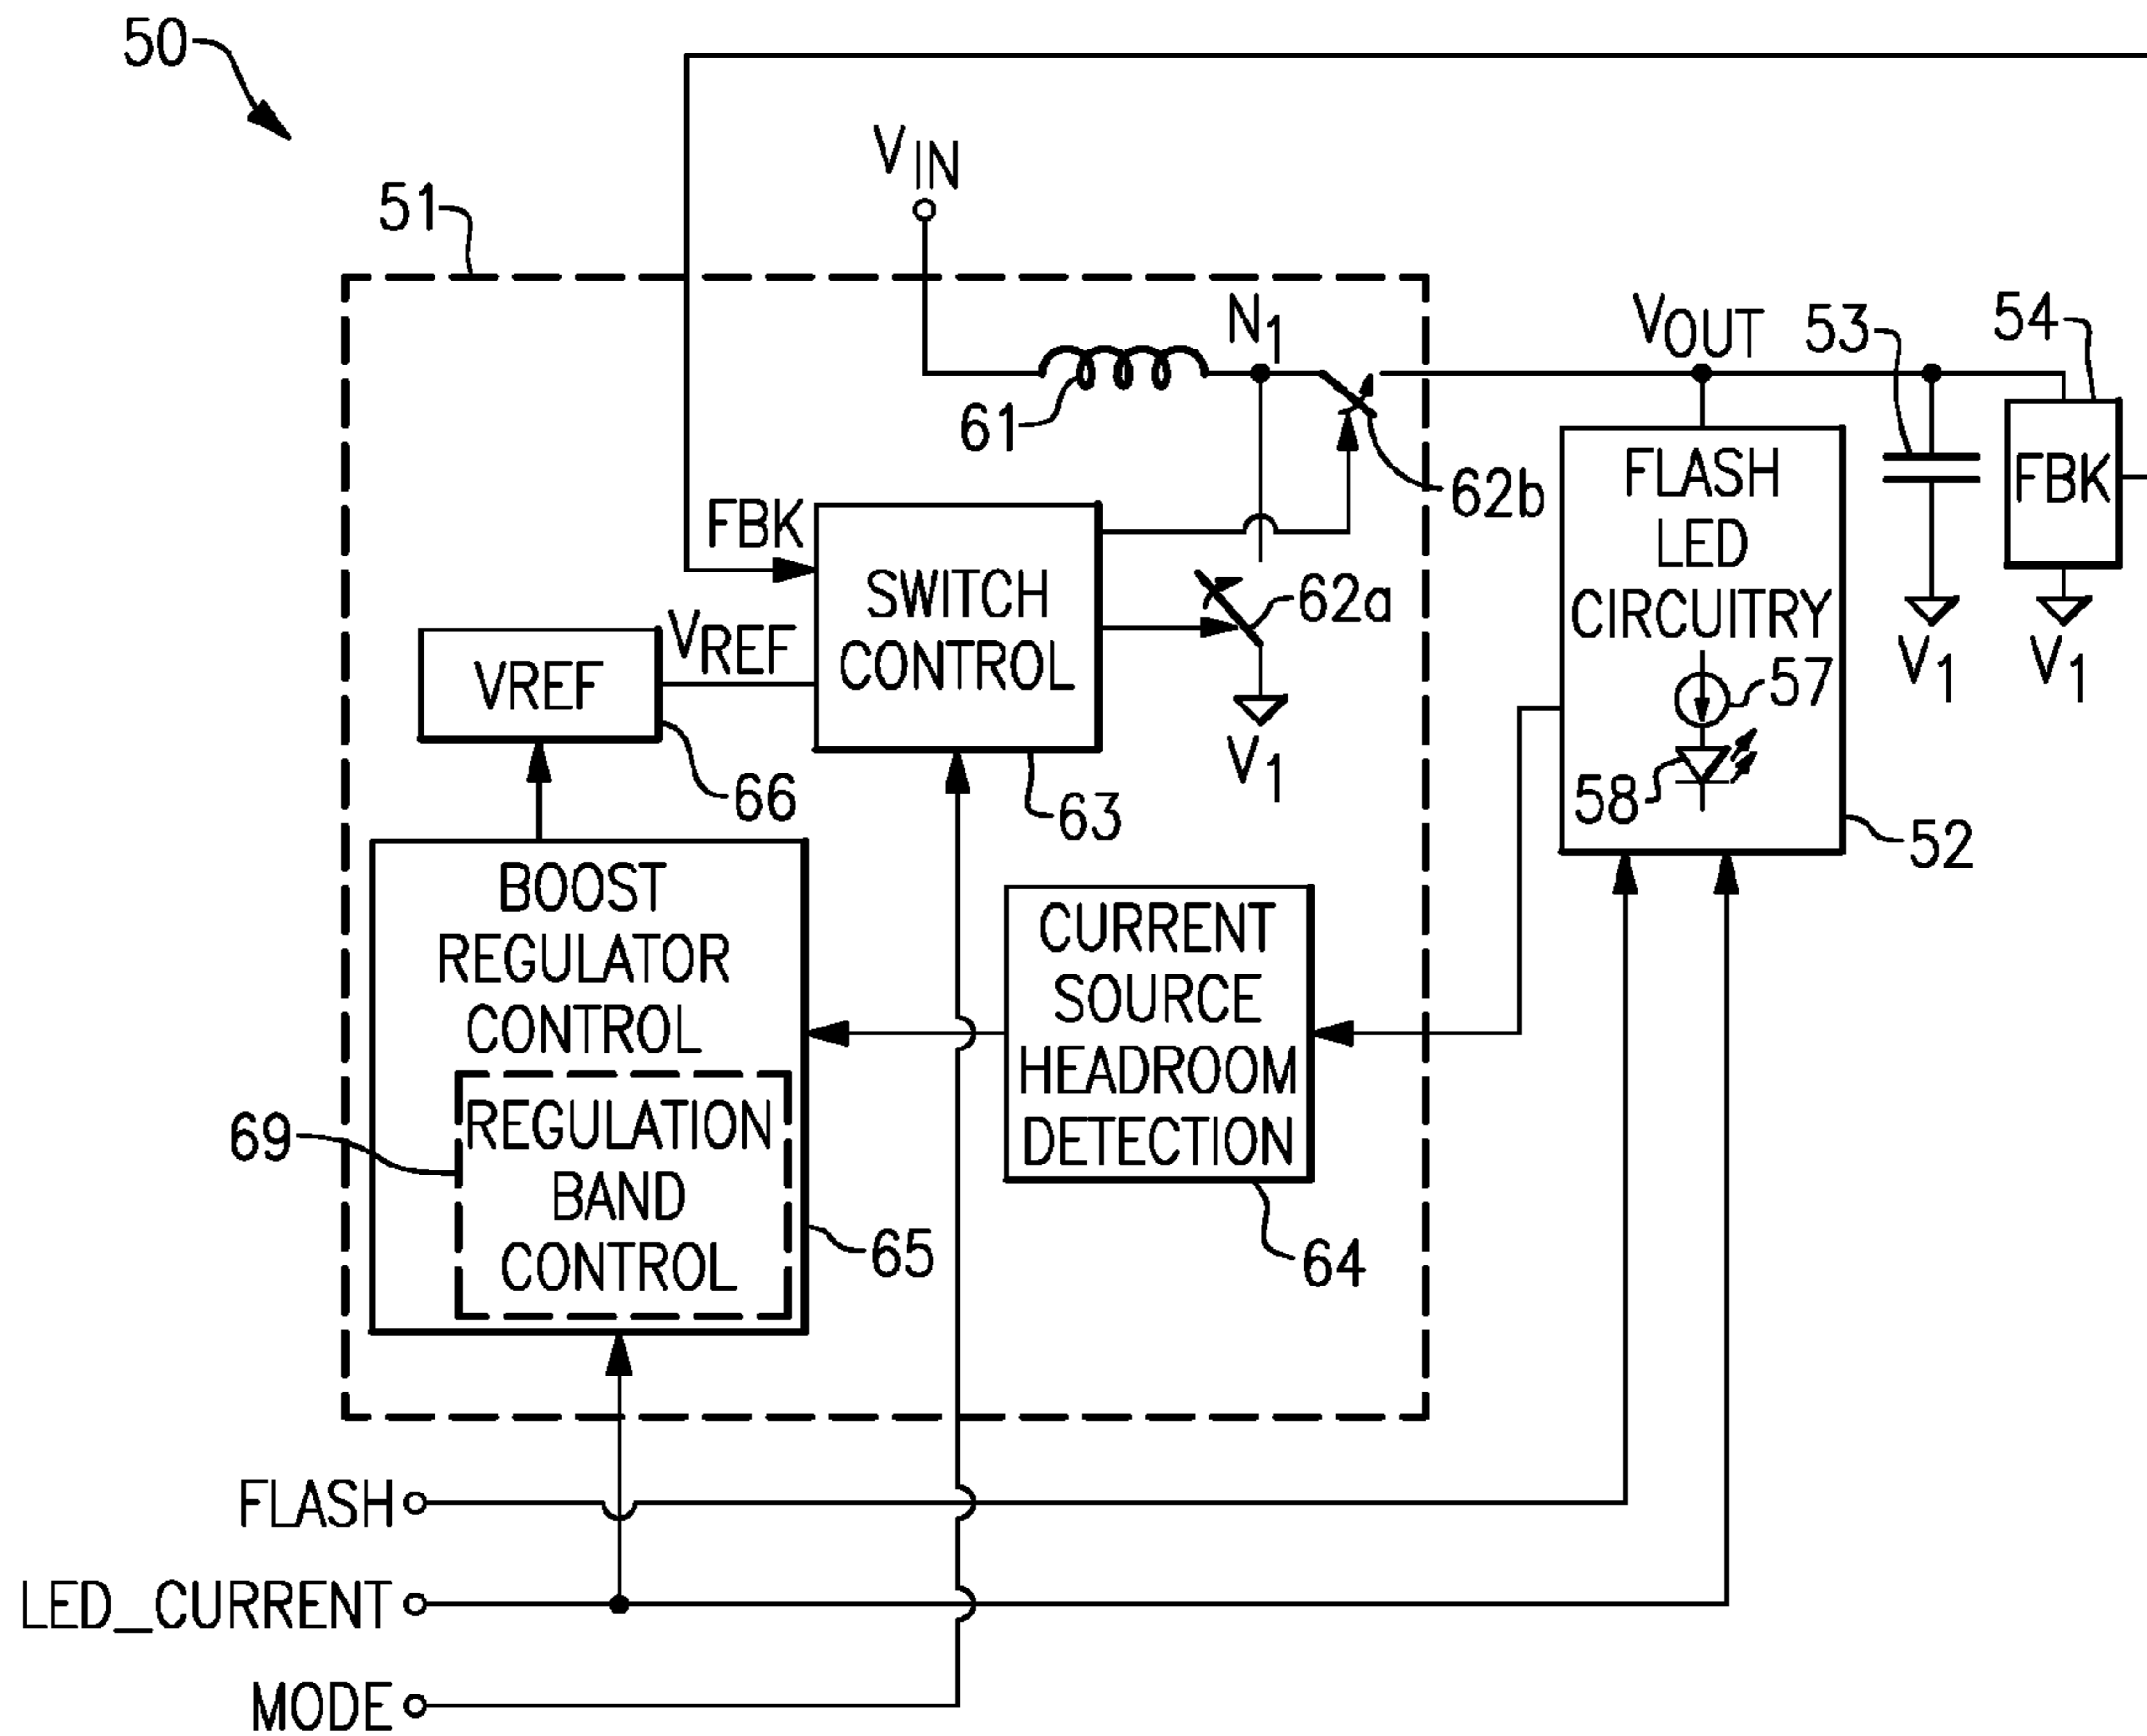 50
51
VIN
N1
VOUT
53
54
61
62b
FBK
FBK
SWITCH
CONTROL
62a
VREF
VREF
66
63
V1
FLASH
LED
CIRCUITRY
57
58
52
V1
V1
BOOST
REGULATOR
CONTROL
CURRENT
SOURCE
HEADROOM
DETECTION
69
REGULATION
BAND
CONTROL
65
64
FLASH
LED_CURRENT
MODE